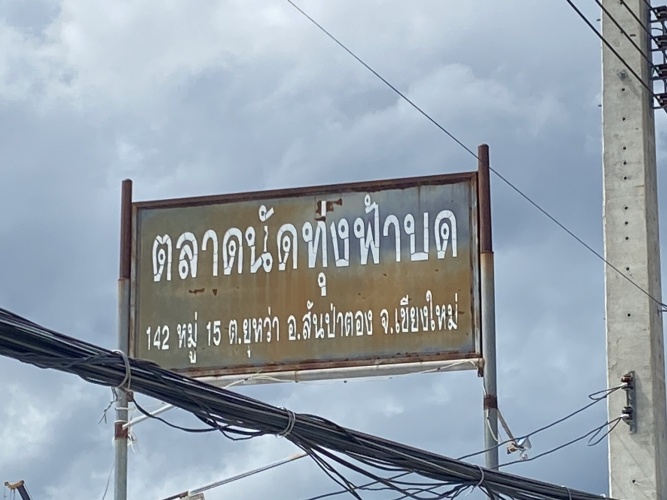 ตลาดนัดทุ่งฟ้าบด
142 หมู่ 15 ต.ยุหว่า อ.สันป่าตอง จ.เชียงใหม่